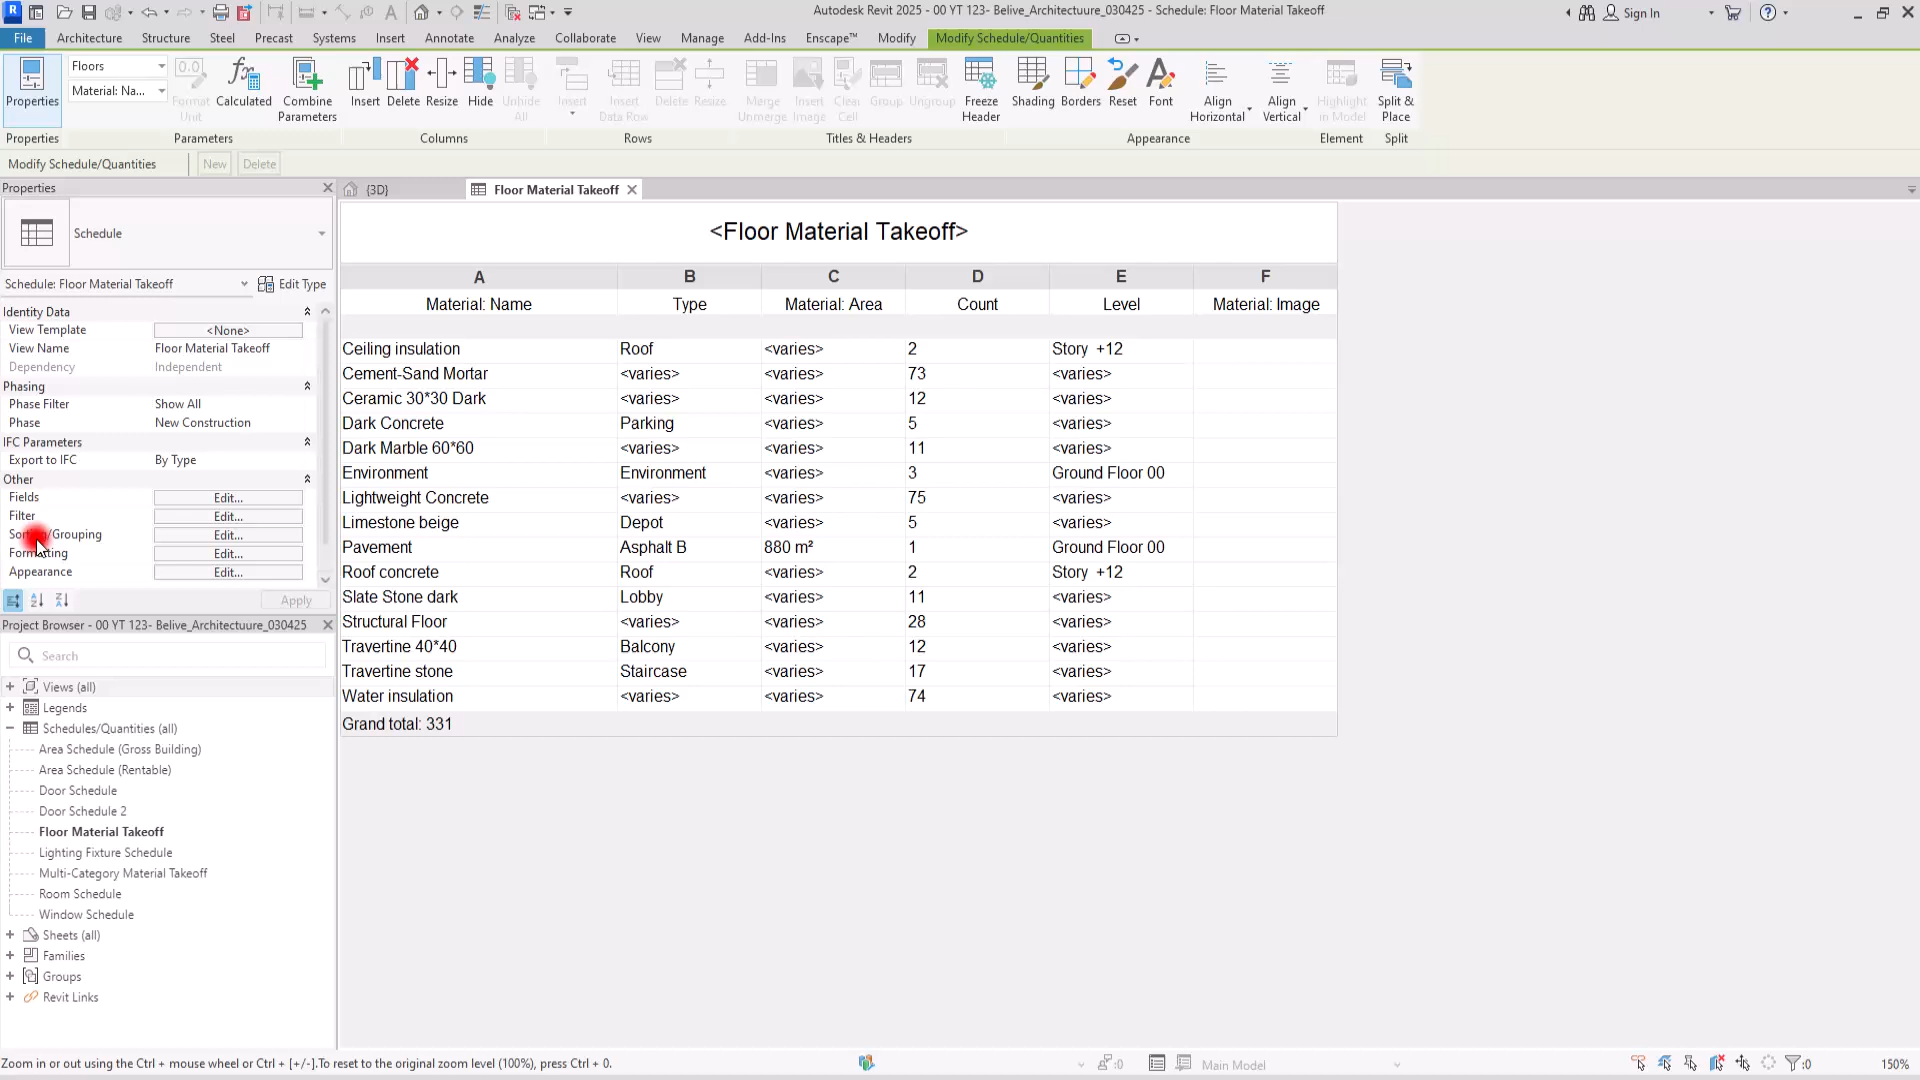 Autodesk Revit 2025 - 00 YT 123- Belive_Architectuure_030425 - Schedule: Floor Material Takeoff
Sign In
File Architecture Structure Steel Precast Systems Insert Annotate Analyze Collaborate View Manage Add-Ins Enscape™ Modify Modify Schedule/Quantities
Floors
Material: Na...
Properties
Format Unit
Calculated
Combine Parameters
Insert Delete Resize Hide Unhide All
Insert
Insert Data Row
Delete Resize
Merge Unmerge
Insert Image
Clear Cell
Group Ungroup
Freeze Header
Shading Borders Reset Font
Align Horizontal
Align Vertical
Highlight in Model
Split & Place
Properties Parameters Columns Rows Titles & Headers Appearance Element Split
Modify Schedule/Quantities New Delete
Properties
{3D}
Floor Material Takeoff
Schedule
Schedule: Floor Material Takeoff Edit Type
Identity Data
View Template <None>
View Name Floor Material Takeoff
Dependency Independent
Phasing
Phase Filter Show All
Phase New Construction
IFC Parameters
Export to IFC By Type
Other
Fields Edit...
Filter Edit...
Sorting/Grouping Edit...
Formatting Edit...
Appearance Edit...
Apply
Project Browser - 00 YT 123- Belive_Architectuure_030425
Search
Views (all)
Legends
Schedules/Quantities (all)
Area Schedule (Gross Building)
Area Schedule (Rentable)
Door Schedule
Door Schedule 2
Floor Material Takeoff
Lighting Fixture Schedule
Multi-Category Material Takeoff
Room Schedule
Window Schedule
Sheets (all)
Families
Groups
Revit Links
<Floor Material Takeoff>
A B C D E F
Material: Name Type Material: Area Count Level Material: Image
Ceiling insulation Roof <varies> 2 Story +12
Cement-Sand Mortar <varies> <varies> 73 <varies>
Ceramic 30*30 Dark <varies> <varies> 12 <varies>
Dark Concrete Parking <varies> 5 <varies>
Dark Marble 60*60 <varies> <varies> 11 <varies>
Environment Environment <varies> 3 Ground Floor 00
Lightweight Concrete <varies> <varies> 75 <varies>
Limestone beige Depot <varies> 5 <varies>
Pavement Asphalt B 880 m² 1 Ground Floor 00
Roof concrete Roof <varies> 2 Story +12
Slate Stone dark Lobby <varies> 11 <varies>
Structural Floor <varies> <varies> 28 <varies>
Travertine 40*40 Balcony <varies> 12 <varies>
Travertine stone Staircase <varies> 17 <varies>
Water insulation <varies> <varies> 74 <varies>
Grand total: 331
Zoom in or out using the Ctrl + mouse wheel or Ctrl + [+/-].To reset to the original zoom level (100%), press Ctrl + 0.
:0
Main Model
:0
150%